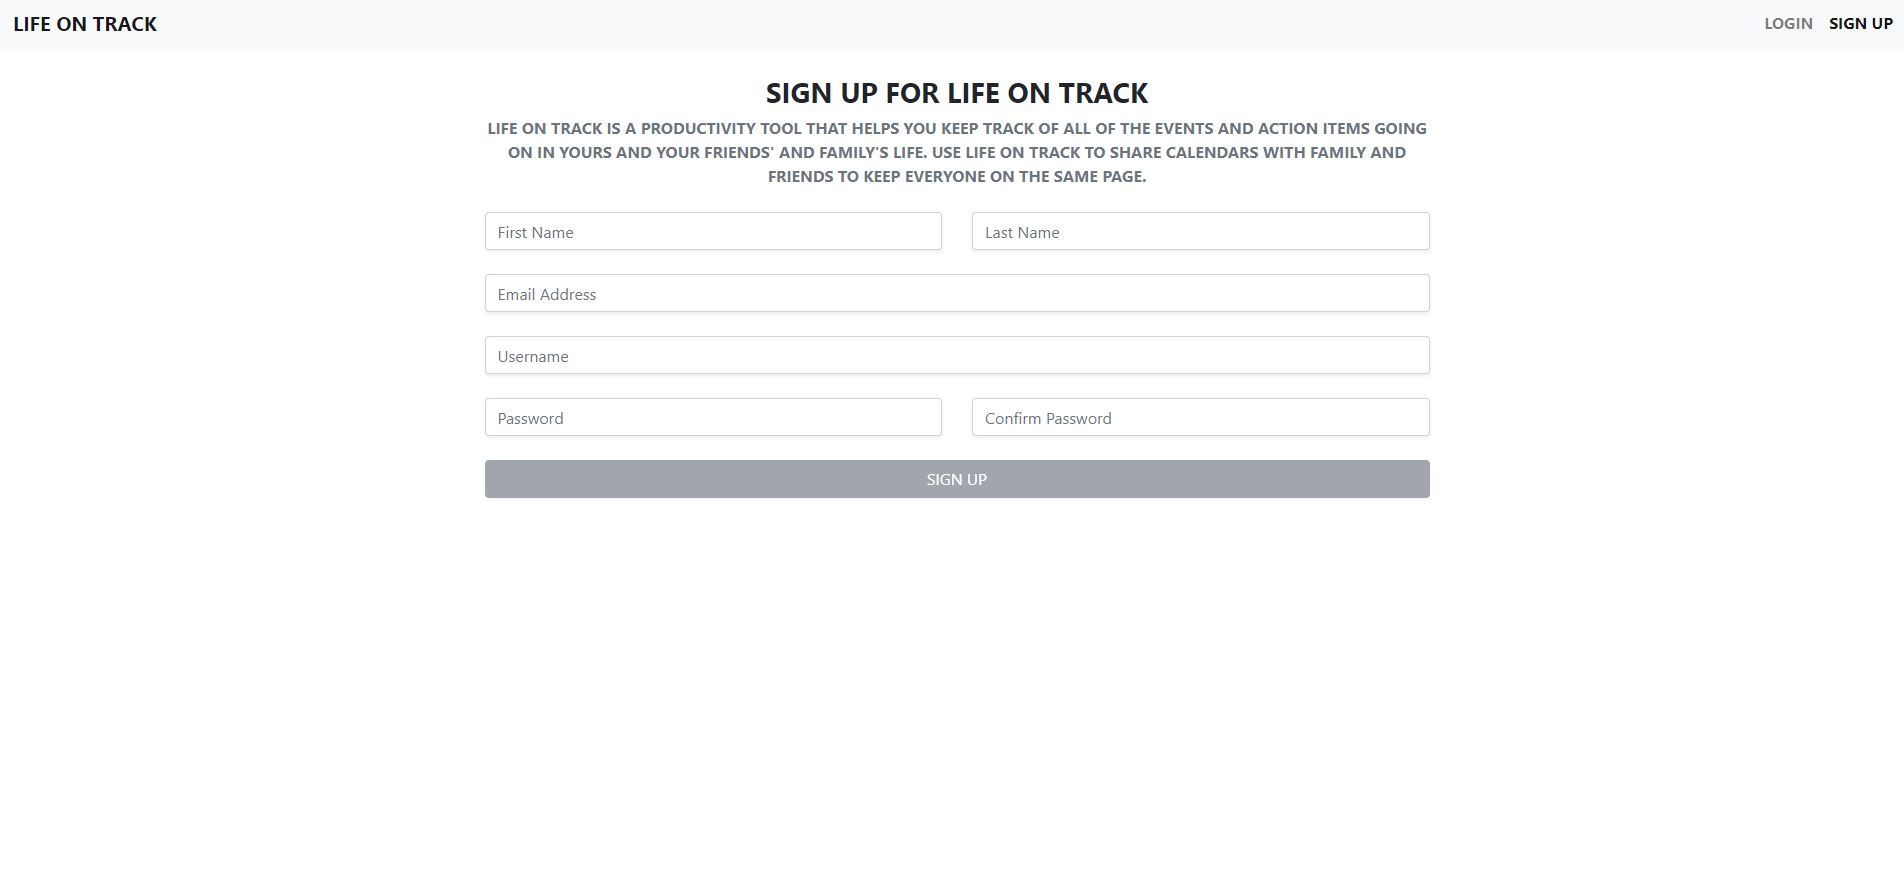 LIFE ON TRACK
LOGIN SIGN UP
SIGN UP FOR LIFE ON TRACK
LIFE ON TRACK IS A PRODUCTIVITY TOOL THAT HELPS YOU KEEP TRACK OF ALL OF THE EVENTS AND ACTION ITEMS GOING
ON IN YOURS AND YOUR FRIENDS' AND FAMILY'S LIFE. USE LIFE ON TRACK TO SHARE CALENDARS WITH FAMILY AND
FRIENDS TO KEEP EVERYONE ON THE SAME PAGE.
First Name
Last Name
Email Address
Username
Password
Confirm Password
SIGN UP